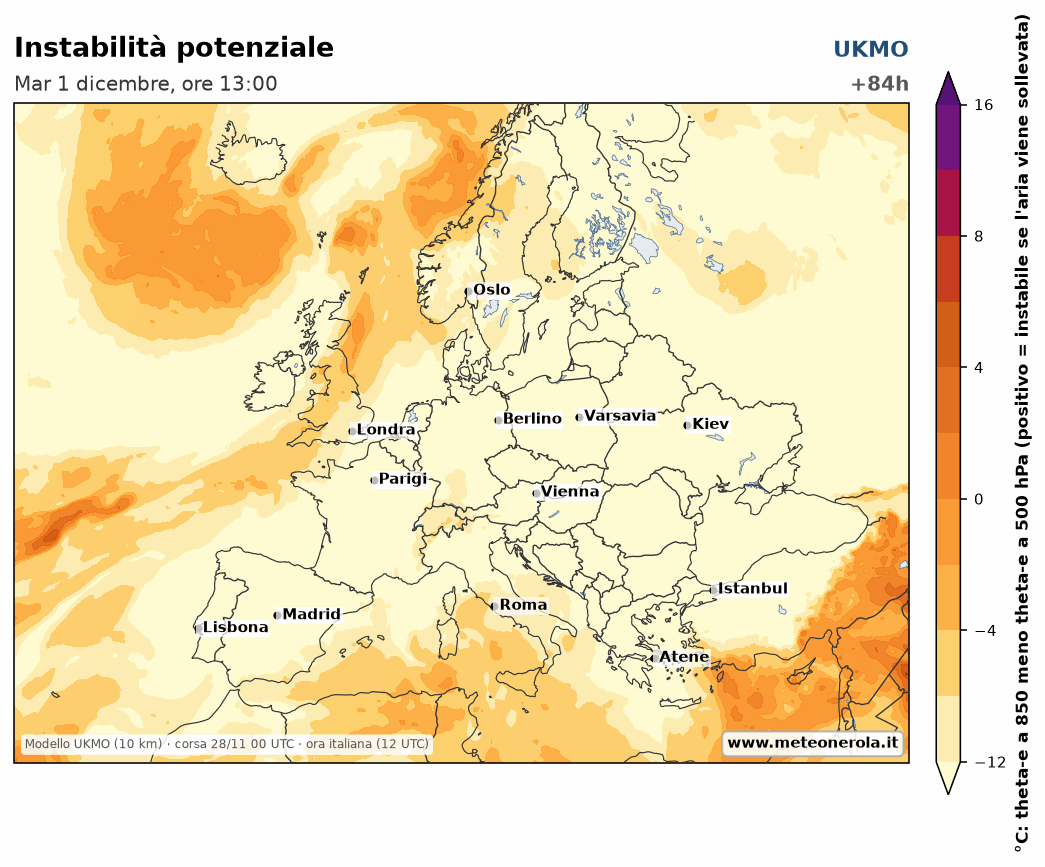 Instabilità potenziale
UKMO
Mar 1 dicembre, ore 13:00
+84h
Oslo
Londra
Berlino
Varsavia
Kiev
Parigi
Vienna
Istanbul
Roma
Madrid
Lisbona
Atene
Modello UKMO (10 km) · corsa 28/11 00 UTC · ora italiana (12 UTC)
www.meteonerola.it
16
8
4
0
−4
−12
°C: theta-e a 850 meno theta-e a 500 hPa (positivo = instabile se l'aria viene sollevata)